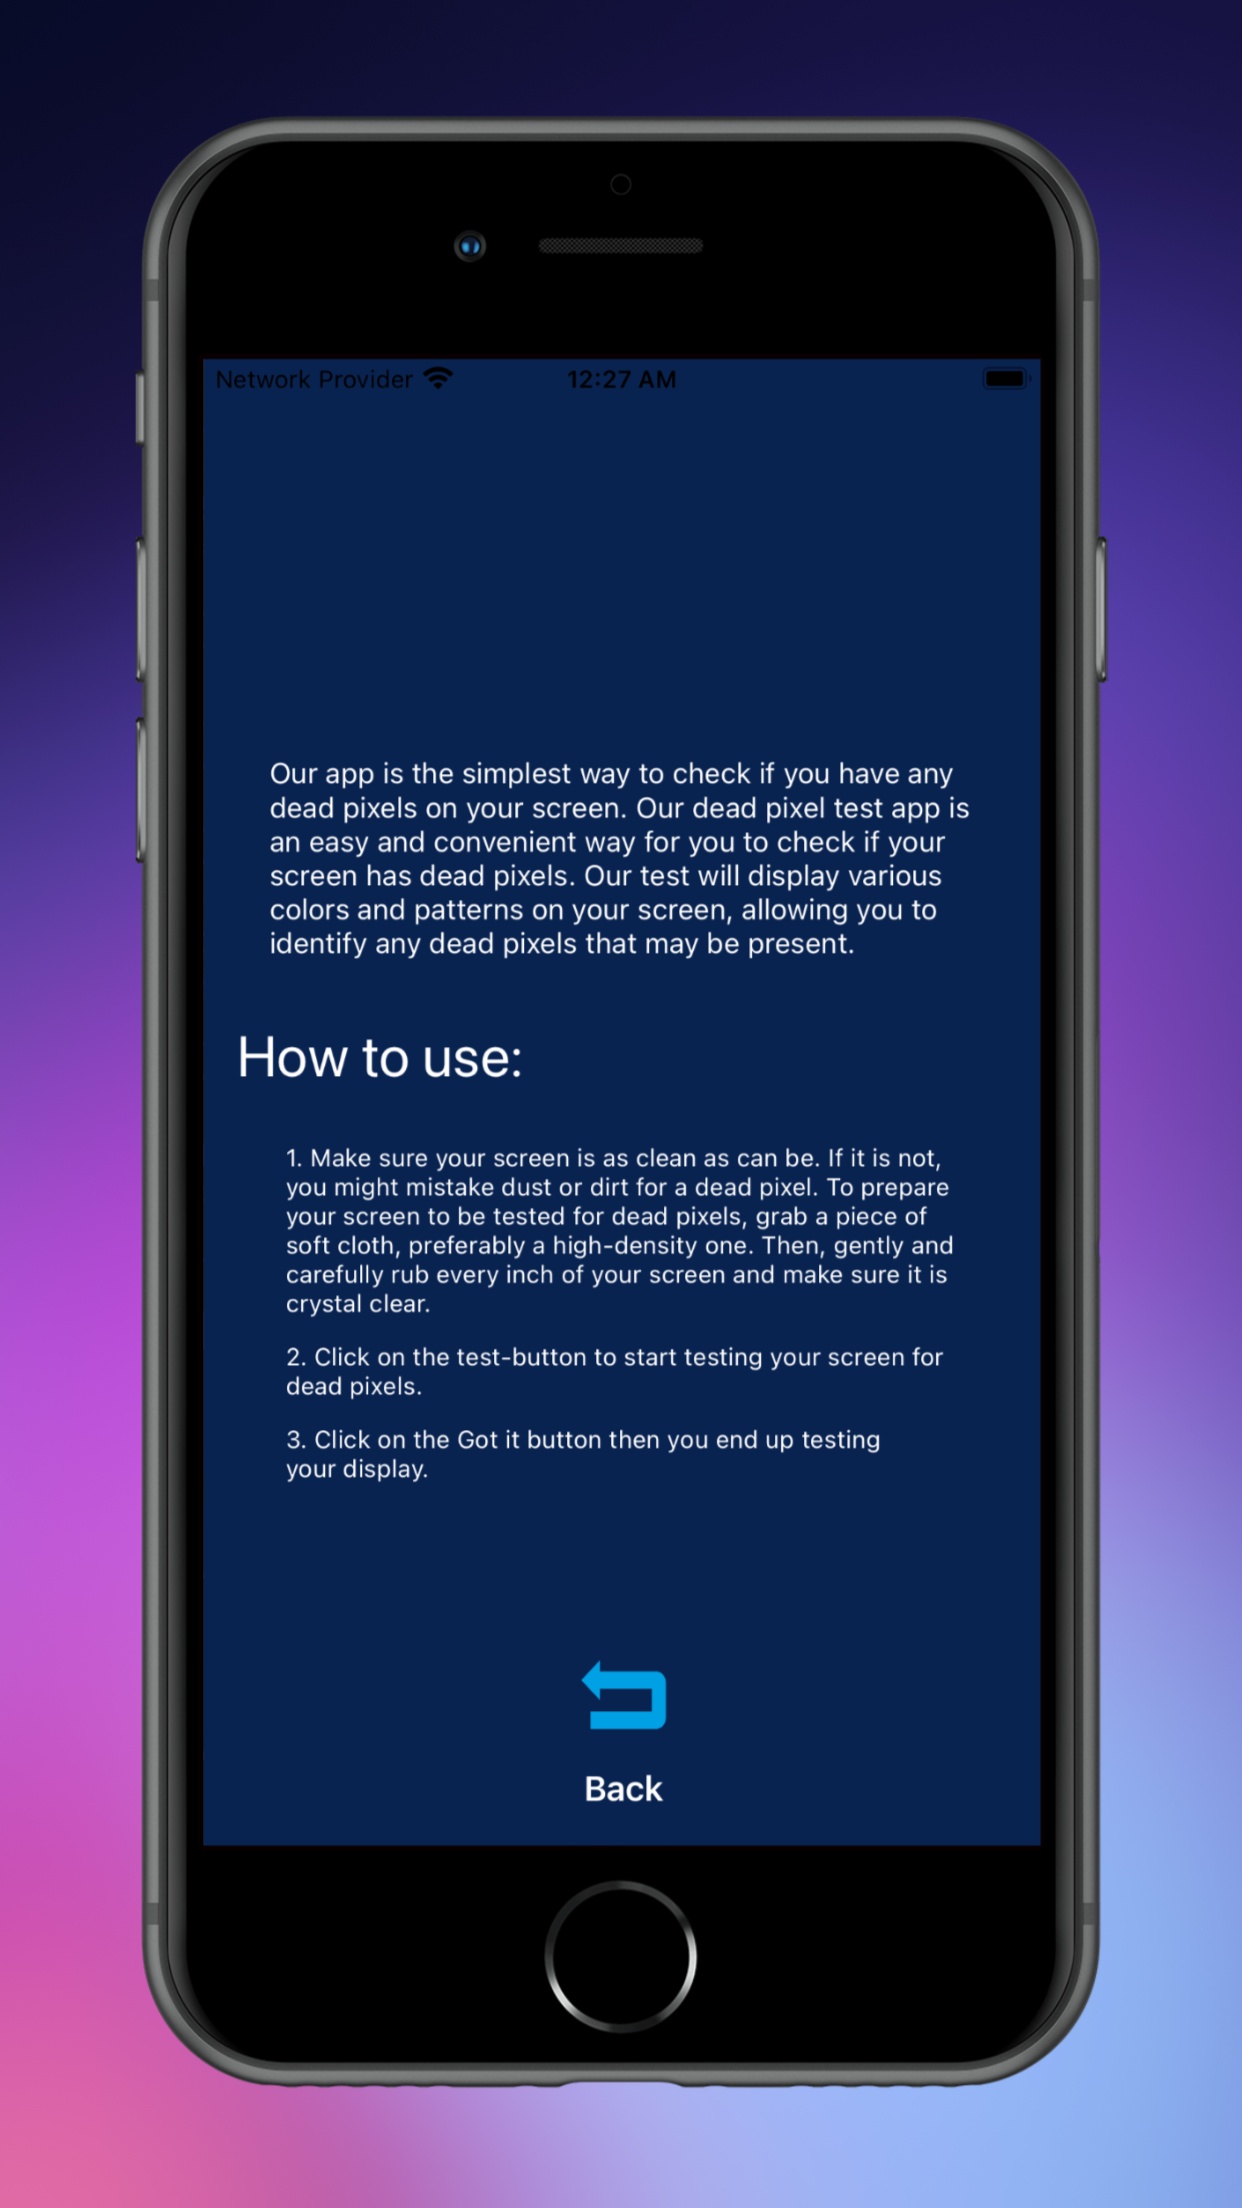 Network Provider 12:27 AM
Our app is the simplest way to check if you have any
dead pixels on your screen. Our dead pixel test app is
an easy and convenient way for you to check if your
screen has dead pixels. Our test will display various
colors and patterns on your screen, allowing you to
identify any dead pixels that may be present.
How to use:
1. Make sure your screen is as clean as can be. If it is not,
you might mistake dust or dirt for a dead pixel. To prepare
your screen to be tested for dead pixels, grab a piece of
soft cloth, preferably a high-density one. Then, gently and
carefully rub every inch of your screen and make sure it is
crystal clear.
2. Click on the test-button to start testing your screen for
dead pixels.
3. Click on the Got it button then you end up testing
your display.
Back